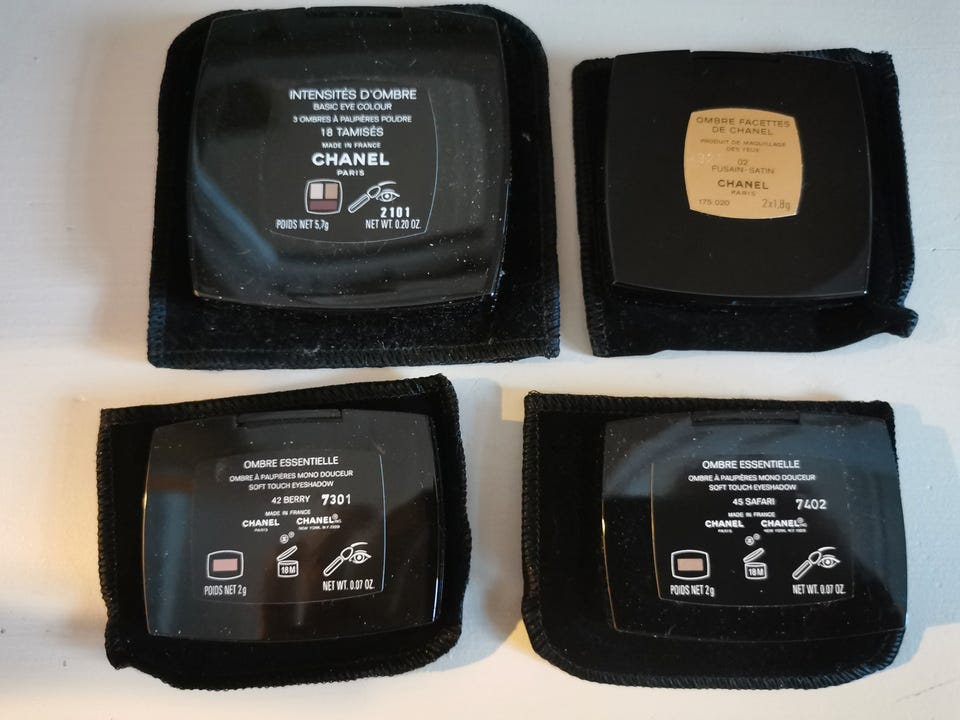 INTENSITÉS D'OMBRE
BASIC EYE COLOUR
3 OMBRES À PAUPIÈRES POUDRE
18 TAMISÉS
MADE IN FRANCE
CHANEL
PARIS
2101
POIDS NET 5,7g NET WT. 0.20 OZ.
OMBRE FACETTES
DE CHANEL
PRODUIT DE MAQUILLAGE
DES YEUX
02
FUSAIN-SATIN
CHANEL
PARIS
175.020 2x1,8g
OMBRE ESSENTIELLE
OMBRE À PAUPIÈRES MONO DOUCEUR
SOFT TOUCH EYESHADOW
42 BERRY 7301
MADE IN FRANCE
CHANEL CHANEL®
PARIS NEW YORK, N.Y.
18M
POIDS NET 2g NET WT. 0.07 OZ.
OMBRE ESSENTIELLE
OMBRE À PAUPIÈRES MONO DOUCEUR
SOFT TOUCH EYESHADOW
45 SAFARI 7402
MADE IN FRANCE
CHANEL CHANEL®
PARIS NEW YORK, N.Y.
18M
POIDS NET 2g NET WT. 0.07 OZ.